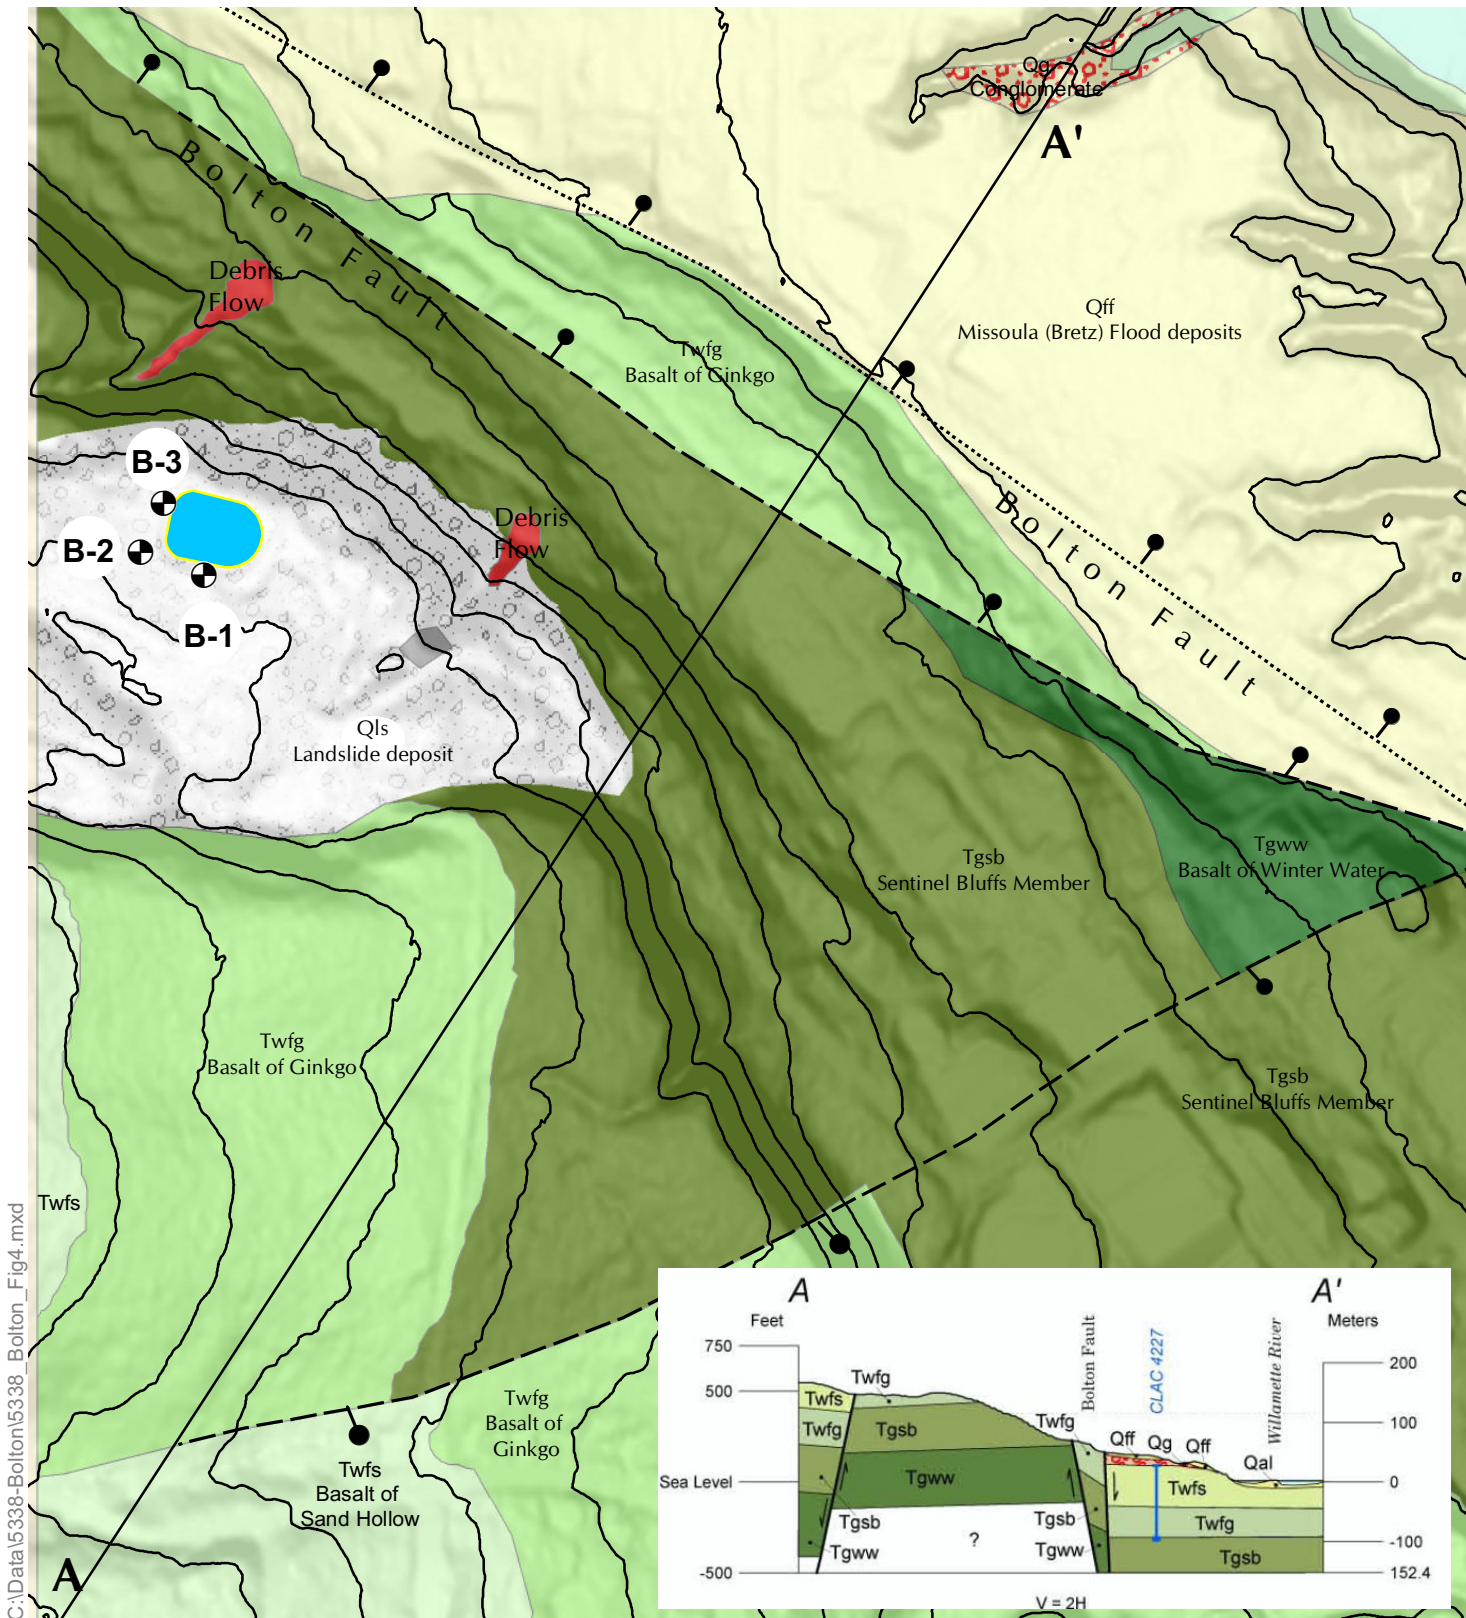 Qg
Conglomerate
A'
Bolton Fault
Debris
Flow
Qff
Missoula (Bretz) Flood deposits
Twfg
Basalt of Ginkgo
B-3
B-2
B-1
Debris
Flow
Bolton Fault
Qls
Landslide deposit
Tgsb
Sentinel Bluffs Member
Tgww
Basalt of Winter Water
Twfg
Basalt of Ginkgo
Tgsb
Sentinel Bluffs Member
Twfs
Twfg
Basalt of
Ginkgo
Twfs
Basalt of
Sand Hollow
A
C:\Data\5338-Bolton\5338_Bolton_Fig4.mxd
A
A'
Feet
Bolton Fault
CLAC 4227
Willamette River
Meters
750
500
Sea Level
-500
200
100
0
-100
152.4
Twfg
Twfs
Twfg
Tgsb
Tgww
Tgsb
Tgww
?
Twfg
Qff
Qg
Qff
Qal
Twfs
Twfg
Tgsb
Tgsb
Tgww
V = 2H